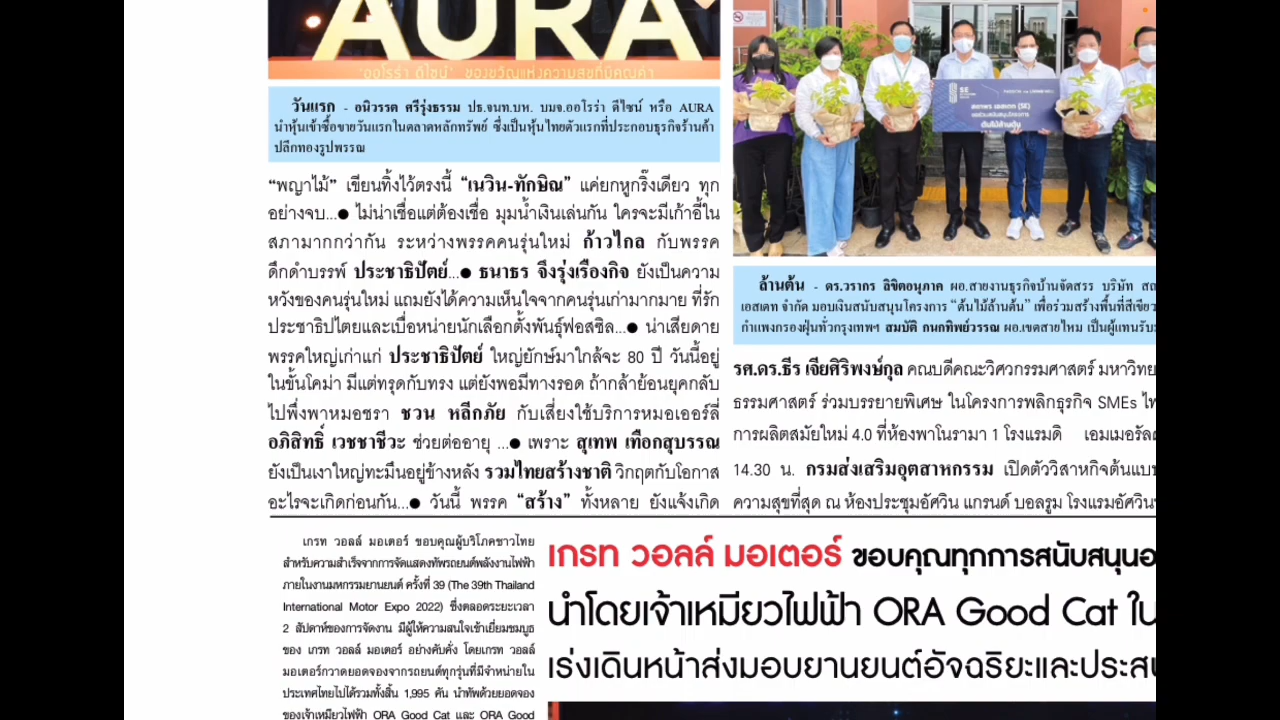 AURA
'ออโรร่า ดีไซน์' ของขวัญแห่งความสุขที่มีคุณค่า
วันแรก - อนิวรรต ศรีรุ่งธรรม ปธ.จนท.บห. บมจ.ออโรร่า ดีไซน์ หรือ AURA
นำหุ้นเข้าซื้อขายวันแรกในตลาดหลักทรัพย์ ซึ่งเป็นหุ้นไทยตัวแรกที่ประกอบธุรกิจร้านค้า
ปลีกทองรูปพรรณ
“พญาไม้” เขียนทิ้งไว้ตรงนี้ “เนวิน-ทักษิณ” แค่ยกหูกริ๊งเดียว ทุก
อย่างจบ...● ไม่น่าเชื่อแต่ต้องเชื่อ มุมน้ำเงินเล่นกัน ใครจะมีเก้าอี้ใน
สภามากกว่ากัน ระหว่างพรรคคนรุ่นใหม่ ก้าวไกล กับพรรค
ดึกดำบรรพ์ ประชาธิปัตย์...● ธนาธร จึงรุ่งเรืองกิจ ยังเป็นความ
หวังของคนรุ่นใหม่ แถมยังได้ความเห็นใจจากคนรุ่นเก่ามากมาย ที่รัก
ประชาธิปไตยและเบื่อหน่ายนักเลือกตั้งพันธุ์ฟอสซิล...● น่าเสียดาย
พรรคใหญ่เก่าแก่ ประชาธิปัตย์ ใหญ่ยักษ์มาใกล้จะ 80 ปี วันนี้อยู่
ในขั้นโคม่า มีแต่ทรุดกับทรง แต่ยังพอมีทางรอด ถ้ากล้าย้อนยุคกลับ
ไปพึ่งพาหมอชรา ชวน หลีกภัย กับเสี่ยงใช้บริการหมอเออร์ลี่
อภิสิทธิ์ เวชชาชีวะ ช่วยต่ออายุ ...● เพราะ สุเทพ เทือกสุบรรณ
ยังเป็นเงาใหญ่ทะมึนอยู่ข้างหลัง รวมไทยสร้างชาติ วิกฤตกับโอกาส
อะไรจะเกิดก่อนกัน...● วันนี้ พรรค “สร้าง” ทั้งหลาย ยังแจ้งเกิด
SE
สถาพร เอสเตท (SE)
ต้นไม้ล้านต้น
ล้านต้น - ดร.วรากร ลิขิตอนุภาค ผอ.สายงานธุรกิจบ้านจัดสรร บริษัท สถ
เอสเตท จำกัด มอบเงินสนับสนุนโครงการ “ต้นไม้ล้านต้น” เพื่อร่วมสร้างพื้นที่สีเขียว
กำแพงกรองฝุ่นทั่วกรุงเทพฯ สมบัติ กนกทิพย์วรรณ ผอ.เขตสายไหม เป็นผู้แทนรับม
รศ.ดร.ธีร เจียศิริพงษ์กุล คณบดีคณะวิศวกรรมศาสตร์ มหาวิทย
ธรรมศาสตร์ ร่วมบรรยายพิเศษ ในโครงการพลิกธุรกิจ SMEs ไท
การผลิตสมัยใหม่ 4.0 ที่ห้องพาโนรามา 1 โรงแรมดิ เอมเมอรัลด
14.30 น. กรมส่งเสริมอุตสาหกรรม เปิดตัววิสาหกิจต้นแบบ
ความสุขที่สุด ณ ห้องประชุมอัศวิน แกรนด์ บอลรูม โรงแรมอัศวินฯ
เกรท วอลล์ มอเตอร์ ขอบคุณผู้บริโภคชาวไทย
สำหรับความสำเร็จจากการจัดแสดงทัพรถยนต์พลังงานไฟฟ้า
ภายในงานมหกรรมยานยนต์ ครั้งที่ 39 (The 39th Thailand
International Motor Expo 2022) ซึ่งตลอดระยะเวลา
2 สัปดาห์ของการจัดงาน มีผู้ให้ความสนใจเข้าเยี่ยมชมบูธ
ของ เกรท วอลล์ มอเตอร์ อย่างคับคั่ง โดยเกรท วอลล์
มอเตอร์กวาดยอดจองจากรถยนต์ทุกรุ่นที่มีจำหน่ายใน
ประเทศไทยไปได้รวมทั้งสิ้น 1,995 คัน นำทัพด้วยยอดจอง
ของเจ้าเหมียวไฟฟ้า ORA Good Cat และ ORA Good
เกรท วอลล์ มอเตอร์ ขอบคุณทุกการสนับสนุนอ
นำโดยเจ้าเหมียวไฟฟ้า ORA Good Cat ใน
เร่งเดินหน้าส่งมอบยานยนต์อัจฉริยะและประสบ